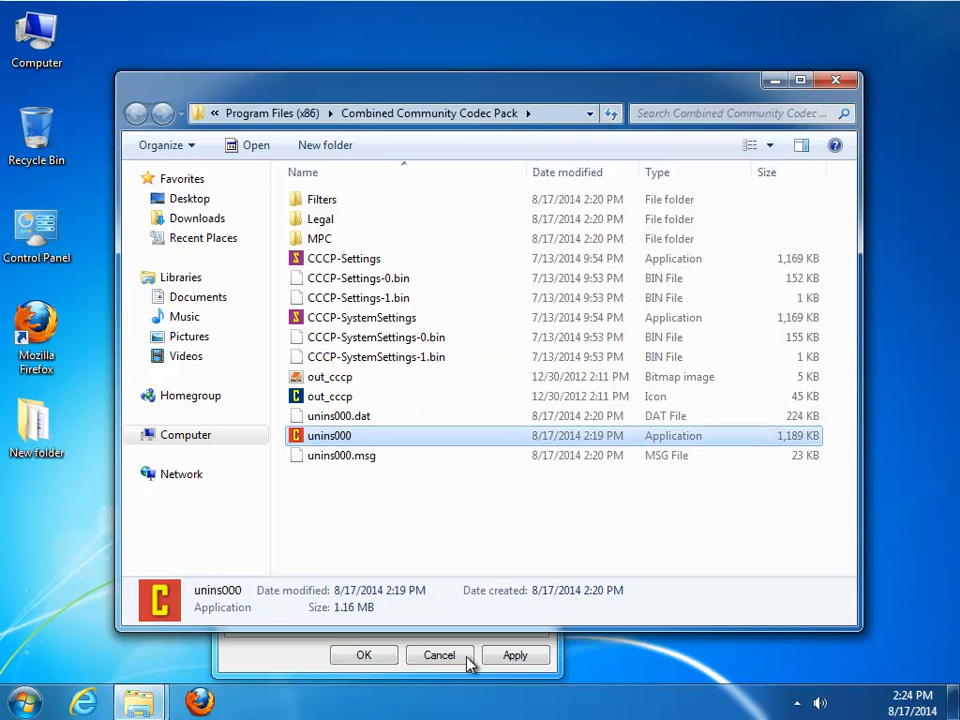 Computer
Recycle Bin
Control Panel
Mozilla
Firefox
New folder
« Program Files (x86) Combined Community Codec Pack
Search Combined Community Codec ...
Organize Open New folder
Name Date modified Type Size
Favorites
Desktop
Downloads
Recent Places
Libraries
Documents
Music
Pictures
Videos
Homegroup
Computer
Network
Filters 8/17/2014 2:20 PM File folder
Legal 8/17/2014 2:20 PM File folder
MPC 8/17/2014 2:20 PM File folder
CCCP-Settings 7/13/2014 9:54 PM Application 1,169 KB
CCCP-Settings-0.bin 7/13/2014 9:53 PM BIN File 152 KB
CCCP-Settings-1.bin 7/13/2014 9:53 PM BIN File 1 KB
CCCP-SystemSettings 7/13/2014 9:54 PM Application 1,169 KB
CCCP-SystemSettings-0.bin 7/13/2014 9:53 PM BIN File 155 KB
CCCP-SystemSettings-1.bin 7/13/2014 9:53 PM BIN File 1 KB
out_cccp 12/30/2012 2:11 PM Bitmap image 5 KB
out_cccp 12/30/2012 2:11 PM Icon 45 KB
unins000.dat 8/17/2014 2:20 PM DAT File 224 KB
unins000 8/17/2014 2:19 PM Application 1,189 KB
unins000.msg 8/17/2014 2:20 PM MSG File 23 KB
C
unins000 Date modified: 8/17/2014 2:19 PM Date created: 8/17/2014 2:20 PM
Application Size: 1.16 MB
OK Cancel Apply
2:24 PM
8/17/2014